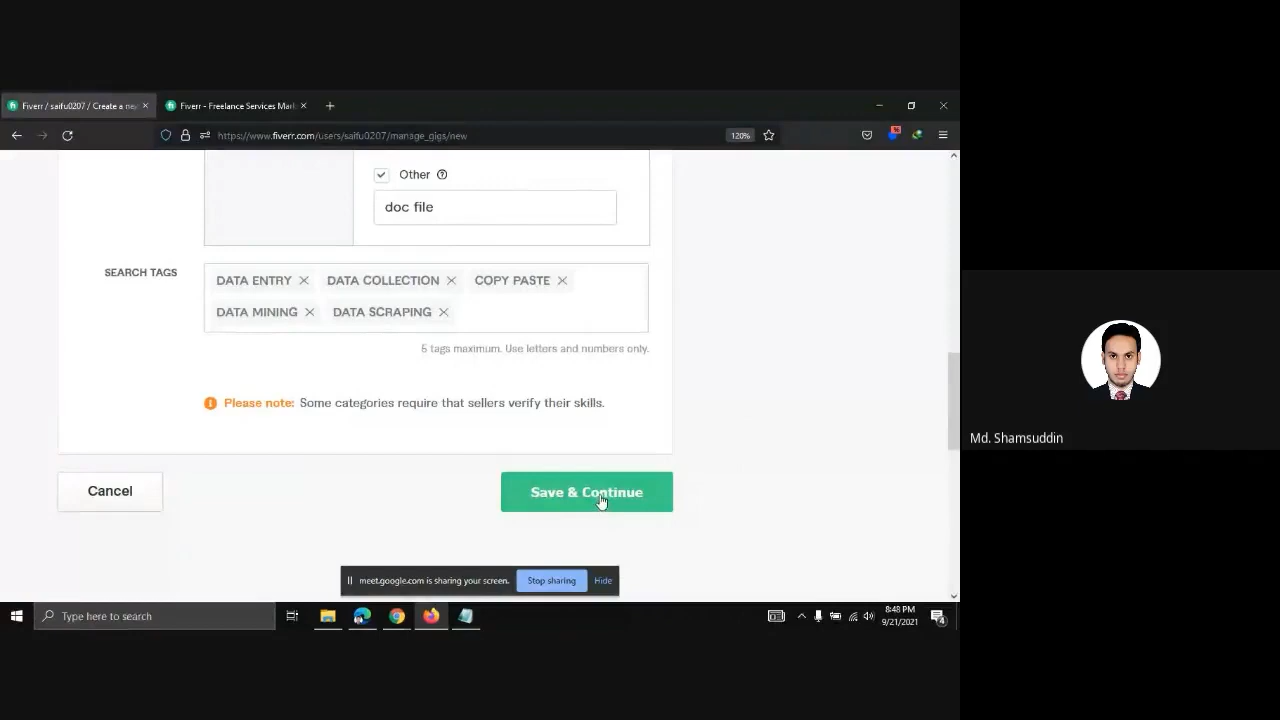 Fiverr / saifu0207 / Create a new
Fiverr - Freelance Services Mark
https://www.fiverr.com/users/saifu0207/manage_gigs/new
120%
Other
doc file
SEARCH TAGS
DATA ENTRY
DATA COLLECTION
COPY PASTE
DATA MINING
DATA SCRAPING
5 tags maximum. Use letters and numbers only.
Please note: Some categories require that sellers verify their skills.
Cancel
Save & Continue
meet.google.com is sharing your screen.
Stop sharing
Hide
Type here to search
8:48 PM
9/21/2021
4
Md. Shamsuddin